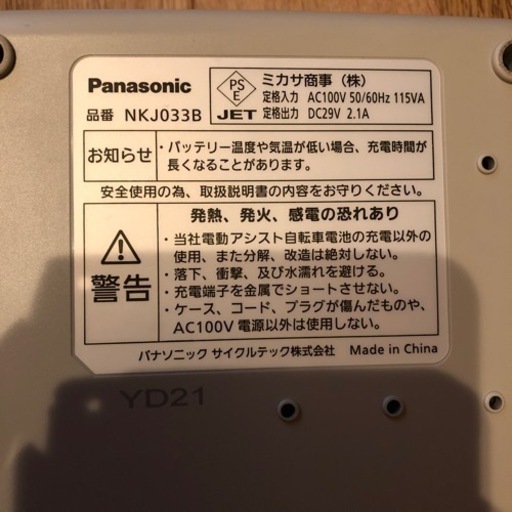 Panasonic
品番 NKJ033B
PS
E
JET
ミカサ商事（株）
定格入力 AC100V 50/60Hz 115VA
定格出力 DC29V 2.1A
お知らせ
・バッテリー温度や気温が低い場合、充電時間が
長くなることがあります。
安全使用の為、取扱説明書の内容をお守りください。
警告
発熱、発火、感電の恐れあり
・当社電動アシスト自転車電池の充電以外の
使用、また分解、改造は絶対しない。
・落下、衝撃、及び水濡れを避ける。
・充電端子を金属でショートさせない。
・ケース、コード、プラグが傷んだものや、
AC100V 電源以外は使用しない。
パナソニック サイクルテック株式会社 Made in China
YD21